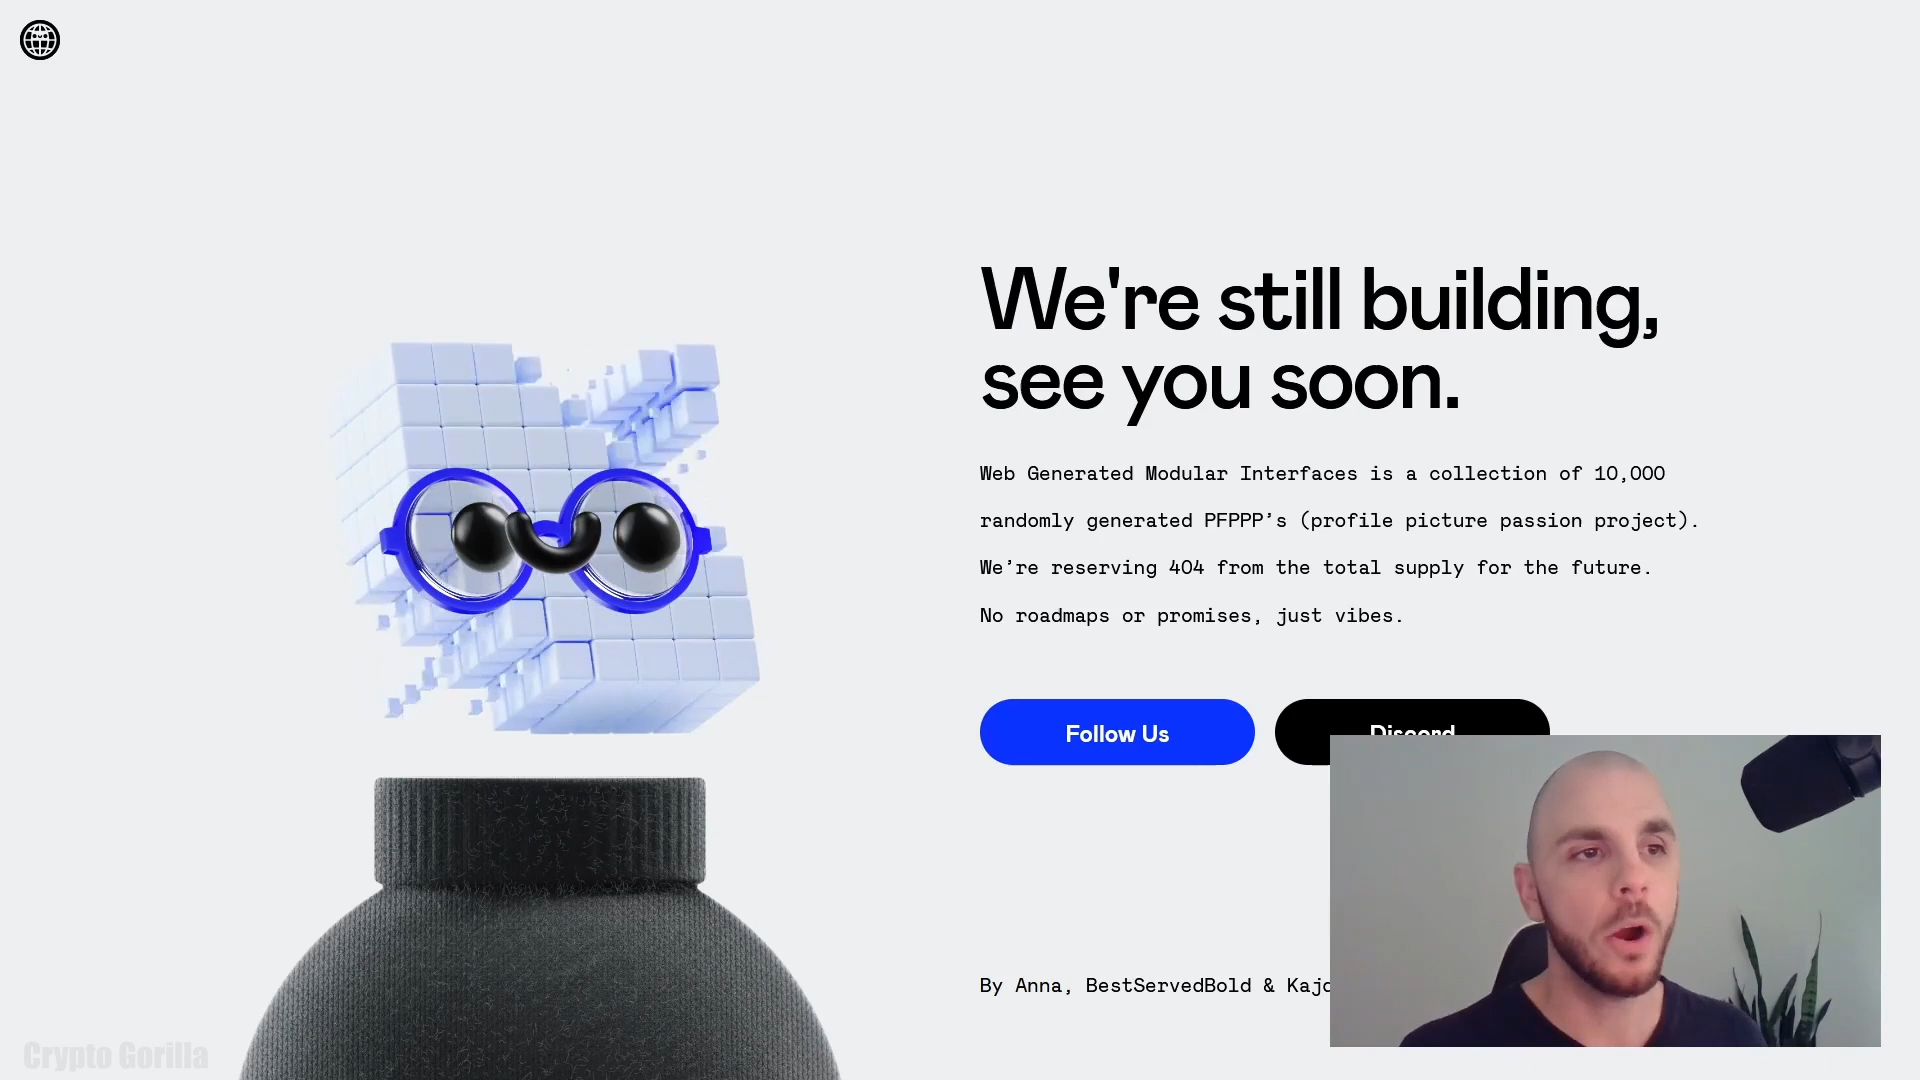 We're still building,
see you soon.
Web Generated Modular Interfaces is a collection of 10,000
randomly generated PFPPP’s (profile picture passion project).
We’re reserving 404 from the total supply for the future.
No roadmaps or promises, just vibes.
Follow Us
Discord
By Anna, BestServedBold &
Crypto Gorilla